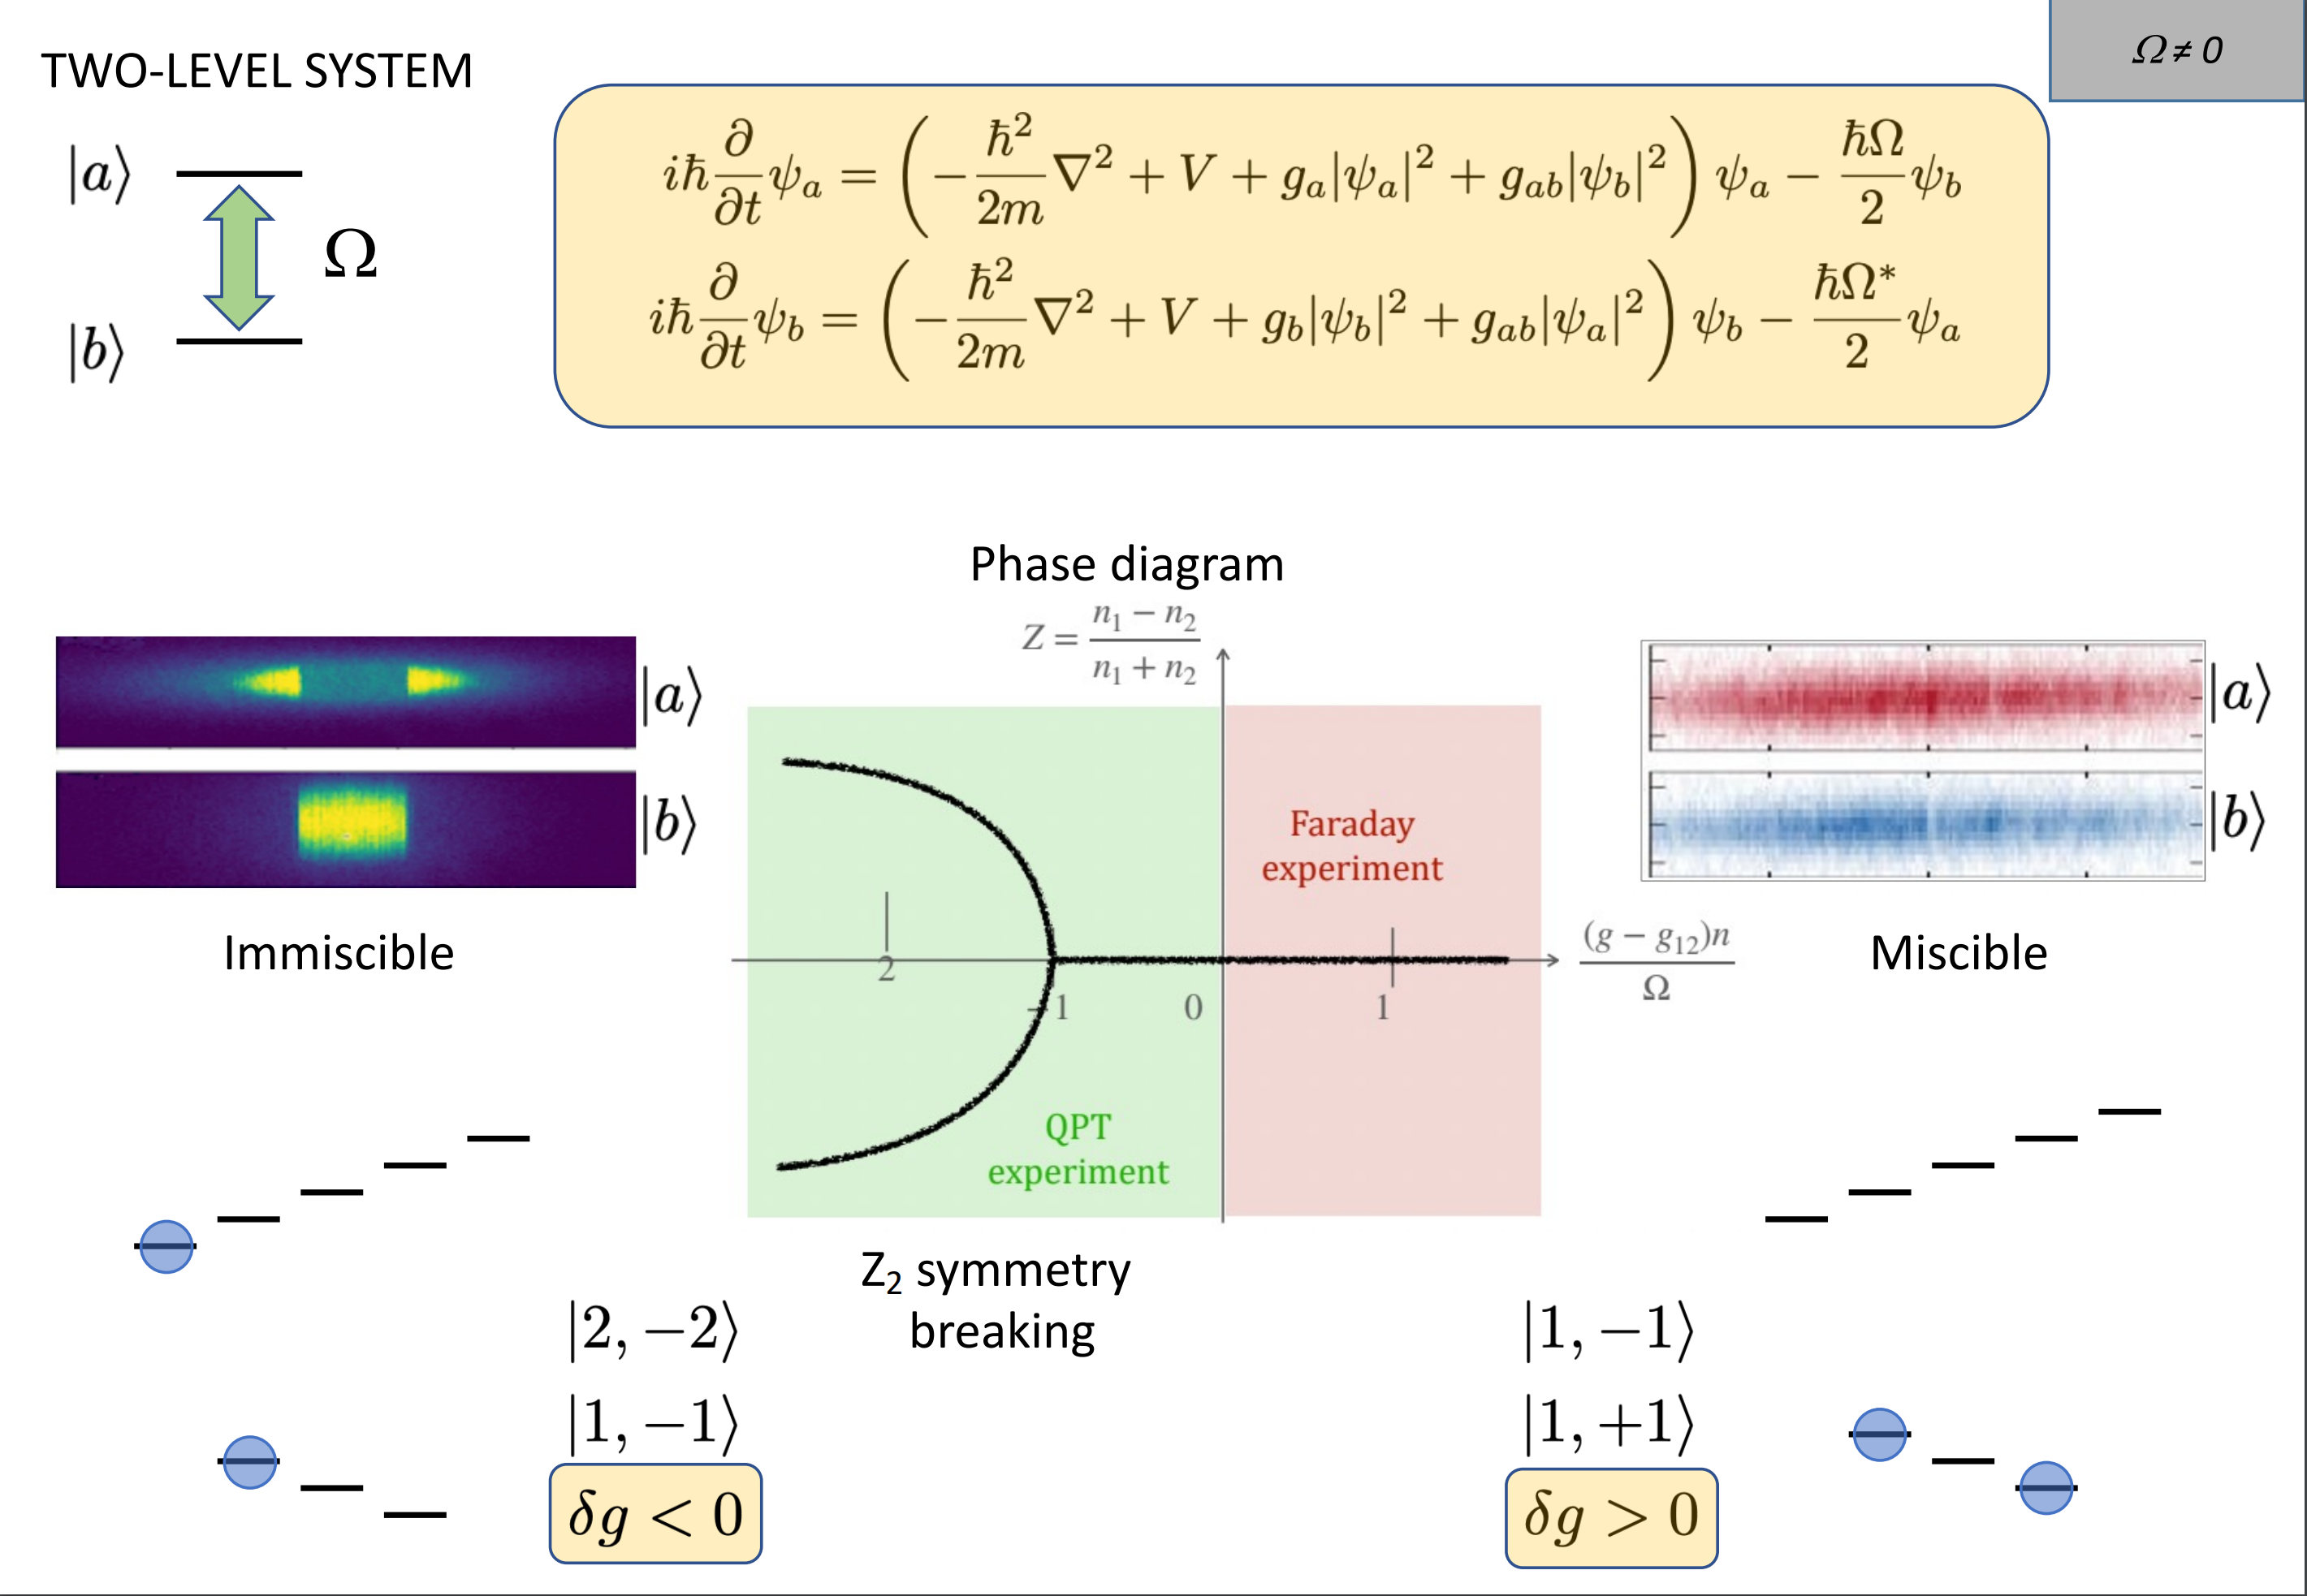 TWO-LEVEL SYSTEM
Ω ≠ 0
|a⟩
Ω
|b⟩
iħ ∂/∂t ψ_a = ( −ħ²/2m ∇² + V + g_a|ψ_a|² + g_ab|ψ_b|² ) ψ_a − ħΩ/2 ψ_b
iħ ∂/∂t ψ_b = ( −ħ²/2m ∇² + V + g_b|ψ_b|² + g_ab|ψ_a|² ) ψ_b − ħΩ*/2 ψ_a
Phase diagram
Z = (n₁ − n₂)/(n₁ + n₂)
|a⟩
|b⟩
Immiscible
Faraday
experiment
2
-1
0
1
(g − g₁₂)n/Ω
QPT
experiment
|a⟩
|b⟩
Miscible
Z₂ symmetry
breaking
|2, −2⟩
|1, −1⟩
δg < 0
|1, −1⟩
|1, +1⟩
δg > 0